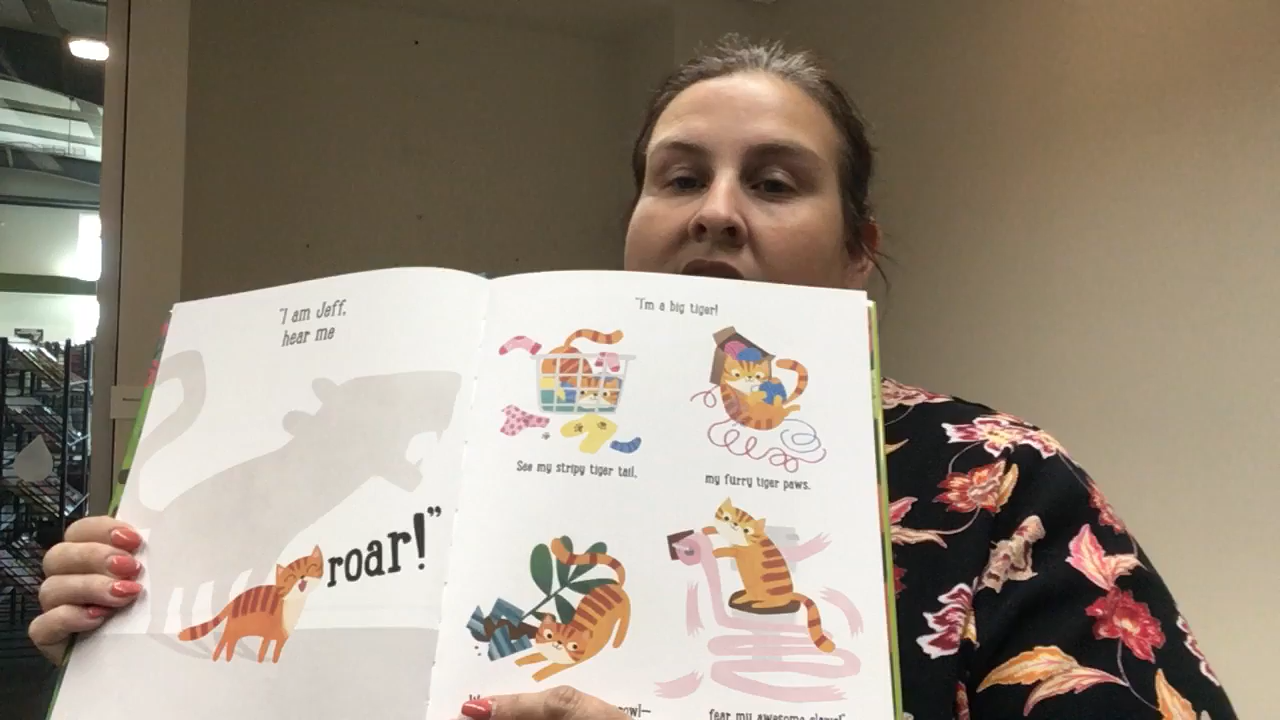 "I am Jeff,
hear me
roar!"
"I'm a big tiger!
See my stripy tiger tail,
my furry tiger paws.
fear my awesome claws!"